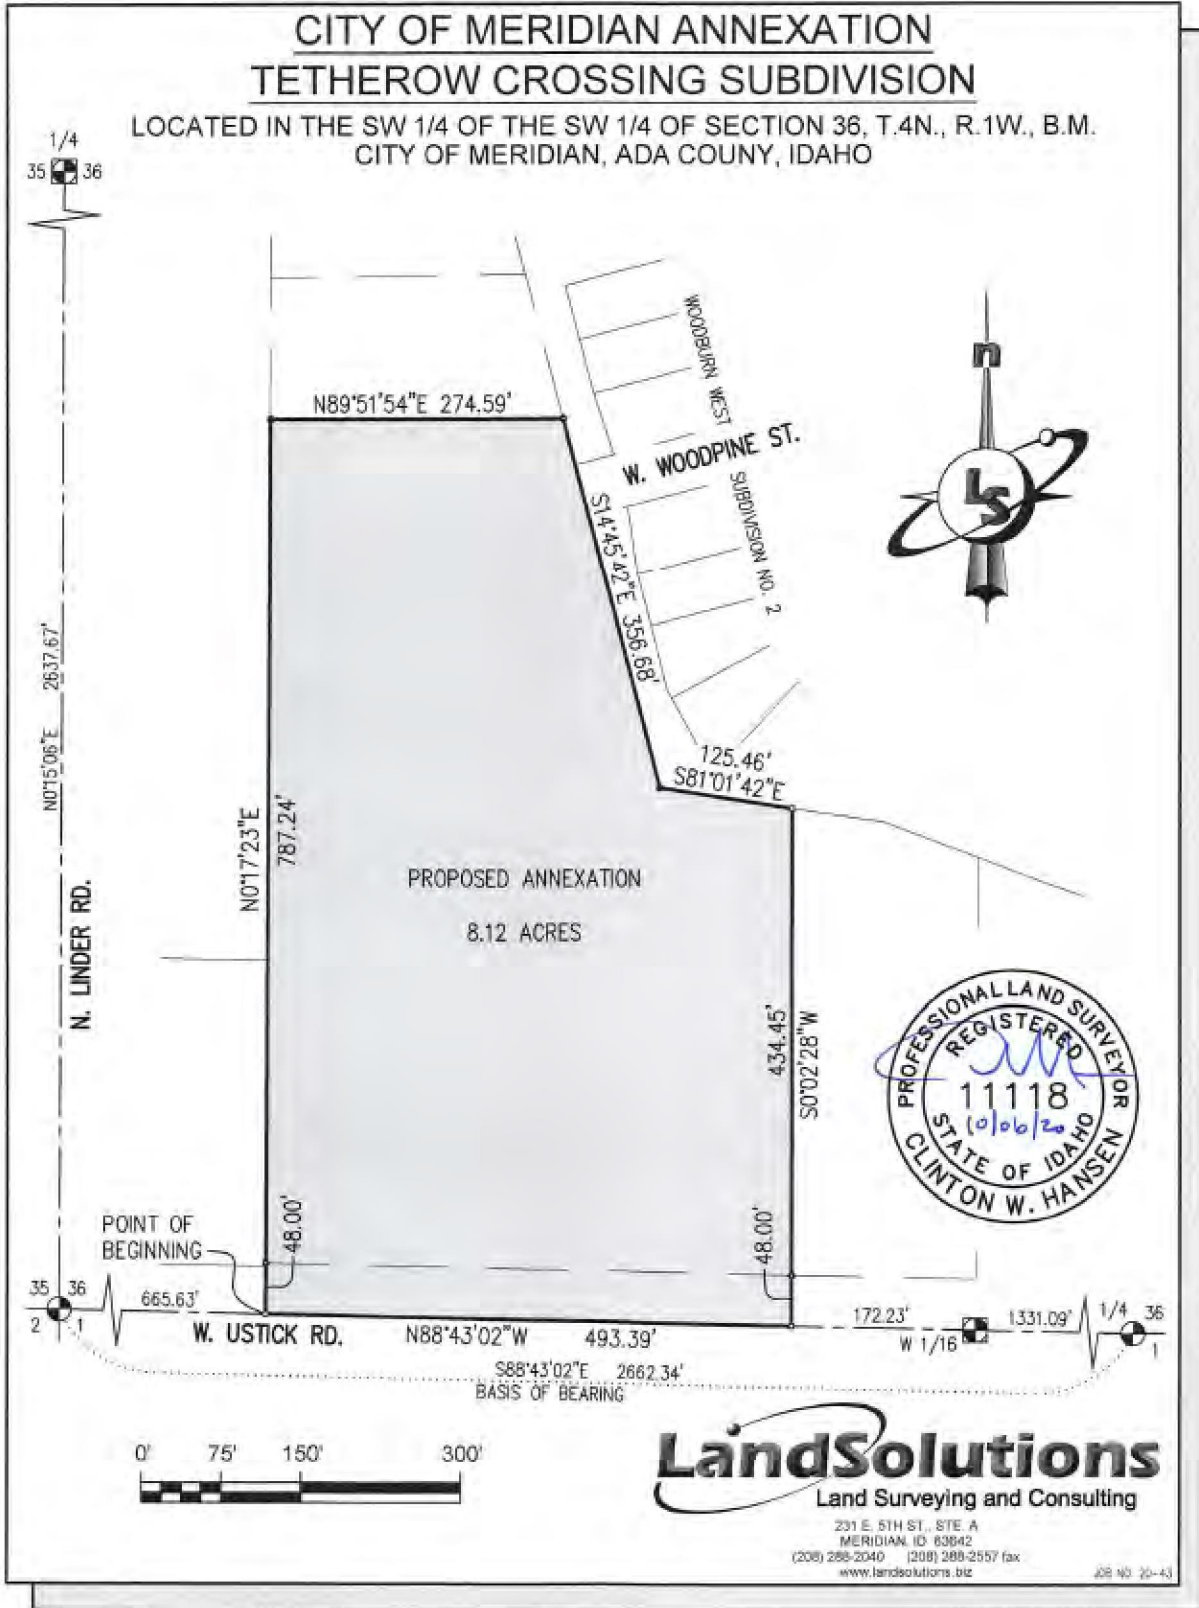 CITY OF MERIDIAN ANNEXATION
TETHEROW CROSSING SUBDIVISION
LOCATED IN THE SW 1/4 OF THE SW 1/4 OF SECTION 36, T.4N., R.1W., B.M.
CITY OF MERIDIAN, ADA COUNY, IDAHO
1/4
35 36
WOODBURN WEST SUBDIVISION NO. 2
n
N89°51'54"E 274.59'
W. WOODPINE ST.
LS
S14°45'42"E 356.68'
N0°15'06"E 2637.67'
125.46'
S81°01'42"E
N0°17'23"E
787.24'
PROPOSED ANNEXATION
8.12 ACRES
N. LINDER RD.
434.45'
S0°02'28"W
PROFESSIONAL LAND SURVEYOR
REGISTERED
11118
10/06/20
STATE OF IDAHO
CLINTON W. HANSEN
POINT OF
BEGINNING
48.00'
48.00'
35 36
2 1
665.63'
W. USTICK RD.
N88°43'02"W 493.39'
172.23'
W 1/16
1331.09'
1/4 36
1
S88°43'02"E 2662.34'
BASIS OF BEARING
0' 75' 150' 300'
LandSolutions
Land Surveying and Consulting
231 E. 5TH ST., STE. A
MERIDIAN, ID 83642
(208) 288-2040 (208) 288-2557 fax
www.landsolutions.biz
JOB NO. 20-43